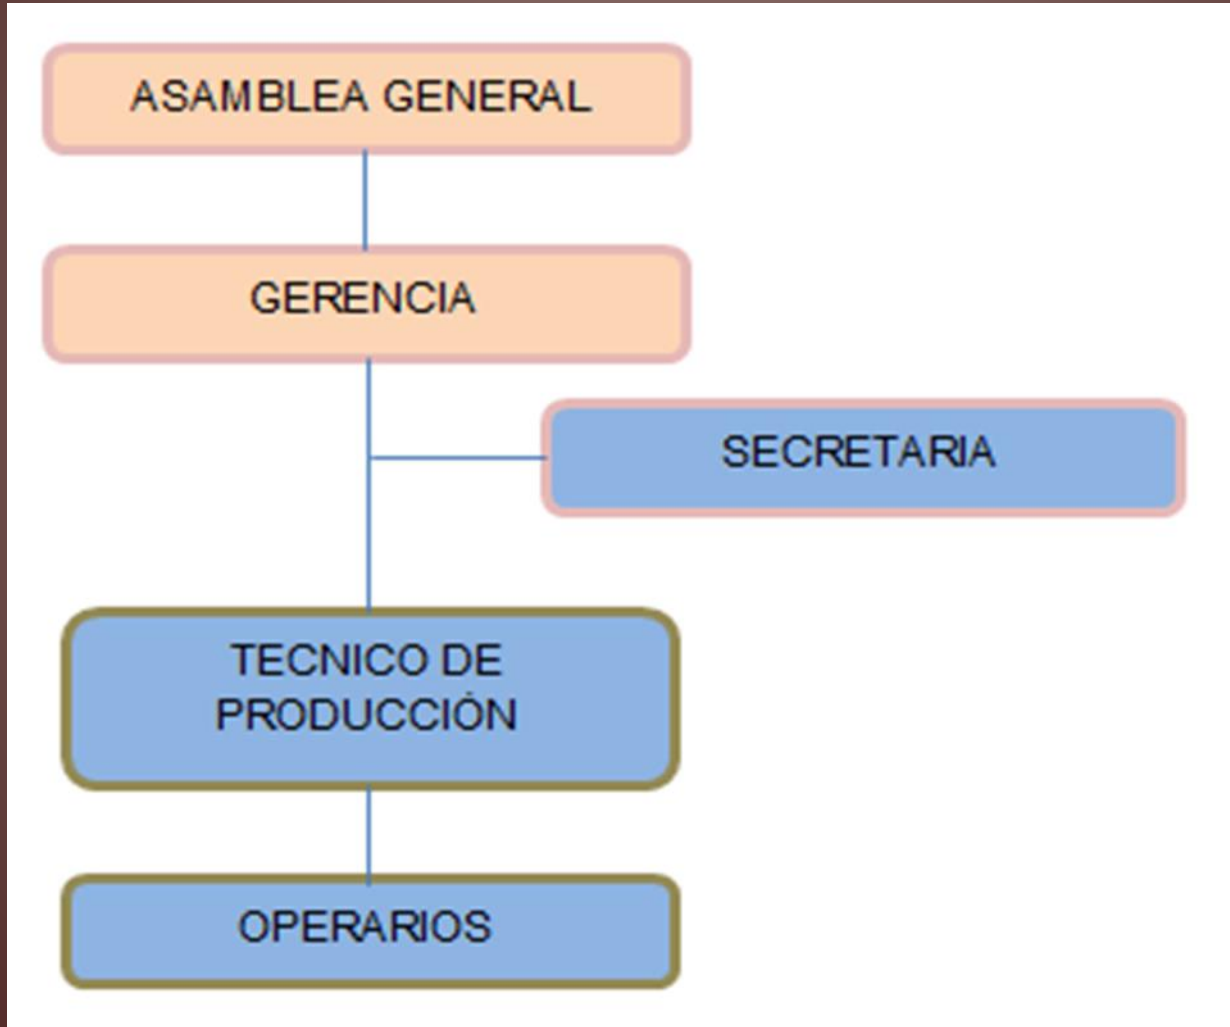 ASAMBLEA GENERAL
GERENCIA
SECRETARIA
TECNICO DE
PRODUCCIÓN
OPERARIOS